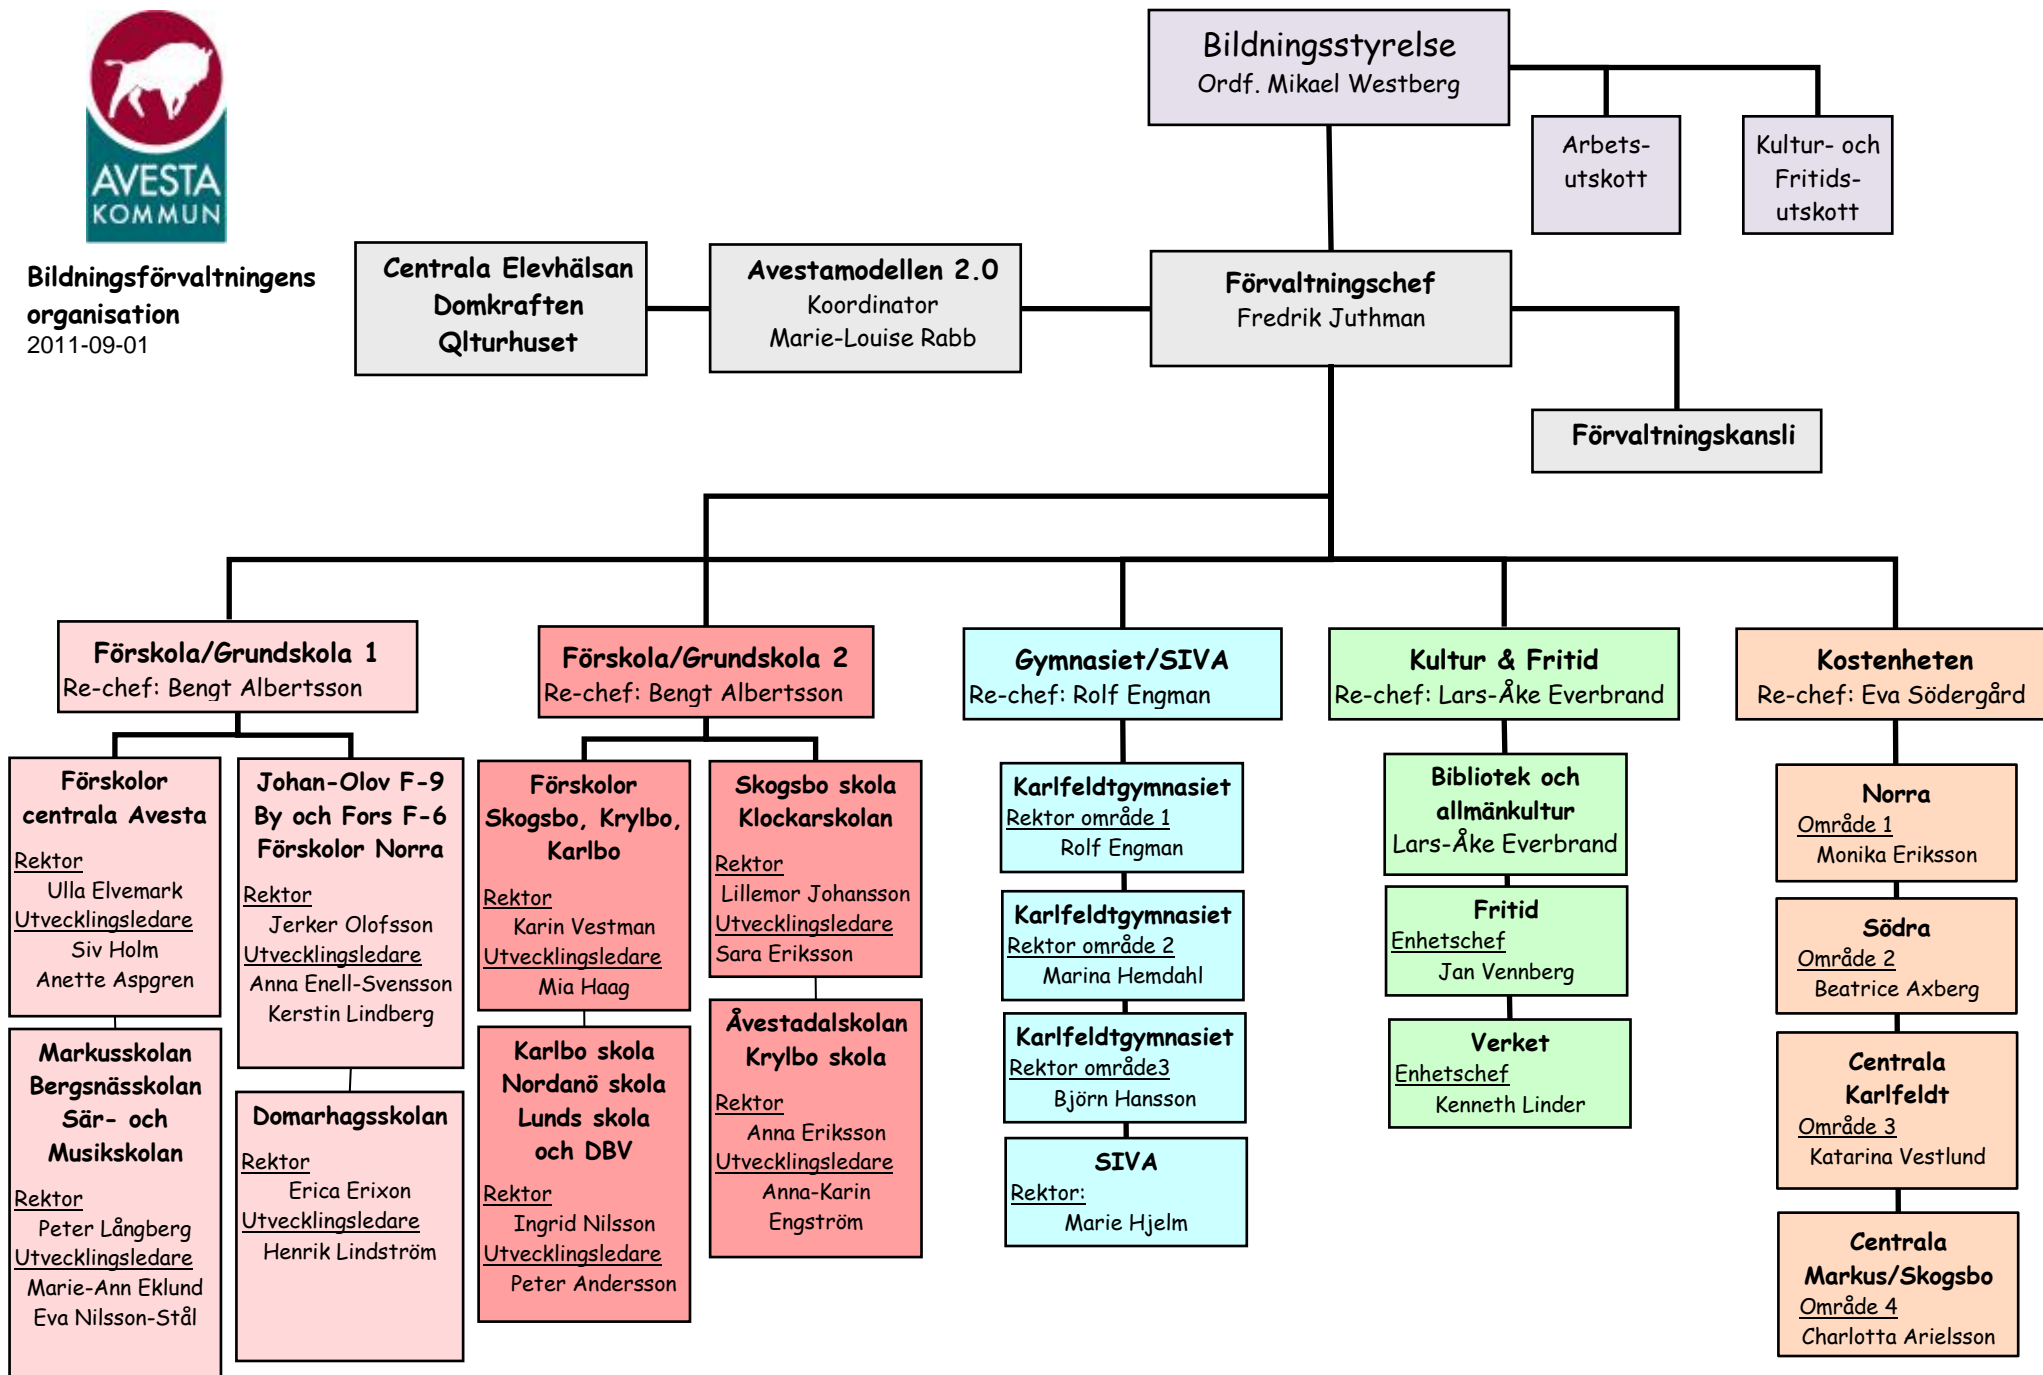 AVESTA
KOMMUN
Bildningsförvaltningens
organisation
2011-09-01
Bildningsstyrelse
Ordf. Mikael Westberg
Arbets-
utskott
Kultur- och
Fritids-
utskott
Centrala Elevhälsan
Domkraften
Qlturhuset
Avestamodellen 2.0
Koordinator
Marie-Louise Rabb
Förvaltningschef
Fredrik Juthman
Förvaltningskansli
Förskola/Grundskola 1
Re-chef: Bengt Albertsson
Förskolor
centrala Avesta
Rektor
Ulla Elvemark
Utvecklingsledare
Siv Holm
Anette Aspgren
Markusskolan
Bergsnässkolan
Sär- och
Musikskolan
Rektor
Peter Långberg
Utvecklingsledare
Marie-Ann Eklund
Eva Nilsson-Stål
Johan-Olov F-9
By och Fors F-6
Förskolor Norra
Rektor
Jerker Olofsson
Utvecklingsledare
Anna Enell-Svensson
Kerstin Lindberg
Domarhagsskolan
Rektor
Erica Erixon
Utvecklingsledare
Henrik Lindström
Förskola/Grundskola 2
Re-chef: Bengt Albertsson
Förskolor
Skogsbo, Krylbo,
Karlbo
Rektor
Karin Vestman
Utvecklingsledare
Mia Haag
Karlbo skola
Nordanö skola
Lunds skola
och DBV
Rektor
Ingrid Nilsson
Utvecklingsledare
Peter Andersson
Skogsbo skola
Klockarskolan
Rektor
Lillemor Johansson
Utvecklingsledare
Sara Eriksson
Åvestadalskolan
Krylbo skola
Rektor
Anna Eriksson
Utvecklingsledare
Anna-Karin
Engström
Gymnasiet/SIVA
Re-chef: Rolf Engman
Karlfeldtgymnasiet
Rektor område 1
Rolf Engman
Karlfeldtgymnasiet
Rektor område 2
Marina Hemdahl
Karlfeldtgymnasiet
Rektor område3
Björn Hansson
SIVA
Rektor:
Marie Hjelm
Kultur & Fritid
Re-chef: Lars-Åke Everbrand
Bibliotek och
allmänkultur
Lars-Åke Everbrand
Fritid
Enhetschef
Jan Vennberg
Verket
Enhetschef
Kenneth Linder
Kostenheten
Re-chef: Eva Södergård
Norra
Område 1
Monika Eriksson
Södra
Område 2
Beatrice Axberg
Centrala
Karlfeldt
Område 3
Katarina Vestlund
Centrala
Markus/Skogsbo
Område 4
Charlotta Arielsson